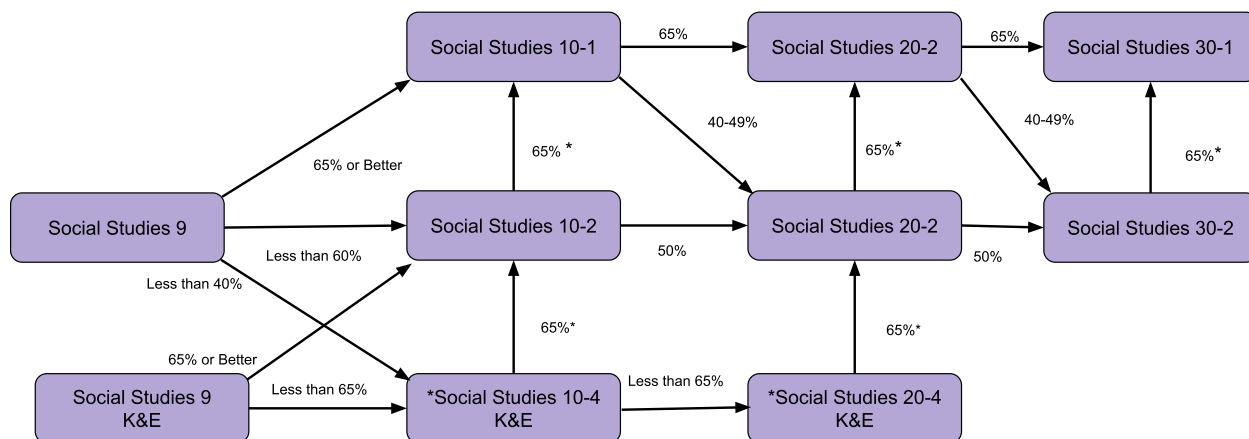 Social Studies 10-1
65%
Social Studies 20-2
65%
Social Studies 30-1
65% or Better
65% *
40-49%
65%*
40-49%
65%*
Social Studies 9
Less than 60%
Social Studies 10-2
50%
Social Studies 20-2
50%
Social Studies 30-2
Less than 40%
65%*
65%*
65% or Better
Social Studies 9
K&E
Less than 65%
*Social Studies 10-4
K&E
Less than 65%
*Social Studies 20-4
K&E